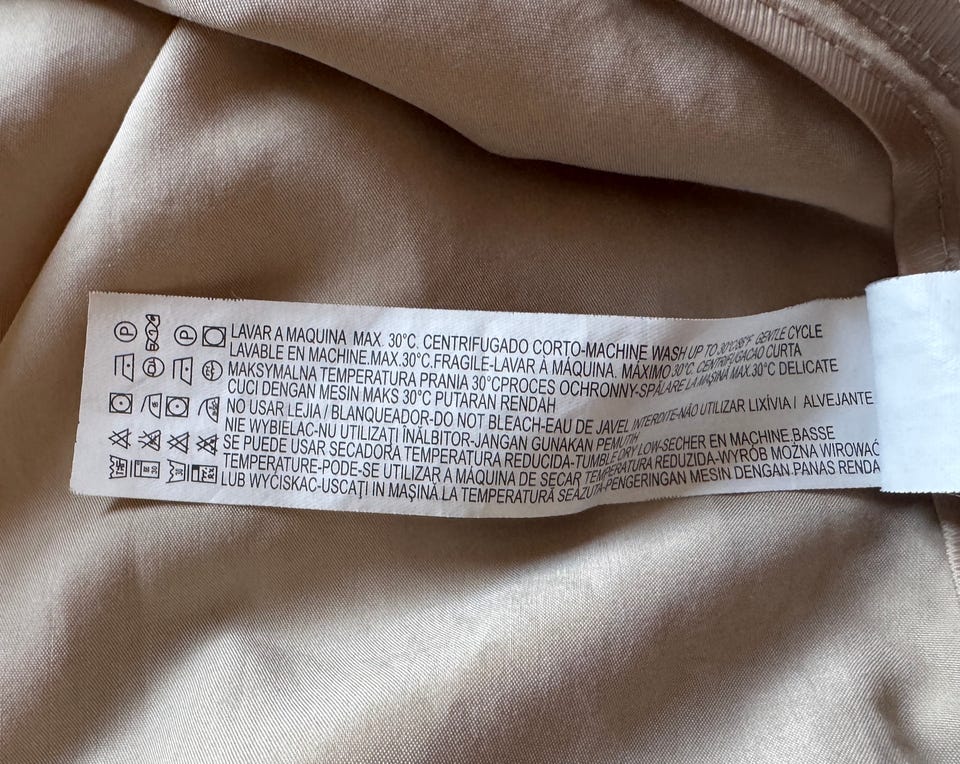 LAVAR A MAQUINA MAX. 30°C. CENTRIFUGADO CORTO-MACHINE WASH UP TO 30°C/86°F GENTLE CYCLE
LAVABLE EN MACHINE.MAX.30°C.FRAGILE-LAVAR À MÁQUINA. MÁXIMO 30°C. CENTRIFUGACAO CURTA
MAKSYMALNA TEMPERATURA PRANIA 30°CPROCES OCHRONNY-SPĂLARE LA MAŞINĂ MAX.30°C DELICATE
CUCI DENGAN MESIN MAKS 30°C PUTARAN RENDAH
NO USAR LEJIA / BLANQUEADOR-DO NOT BLEACH-EAU DE JAVEL INTERDITE-NÃO UTILIZAR LIXÍVIA / ALVEJANTE
NIE WYBIELAC-NU UTILIZAȚI ÎNĂLBITOR-JANGAN GUNAKAN PEMUTIH
SE PUEDE USAR SECADORA TEMPERATURA REDUCIDA-TUMBLE DRY LOW-SECHER EN MACHINE.BASSE
TEMPERATURE-PODE-SE UTILIZAR A MÁQUINA DE SECAR TEMPERATURA REDUZIDA-WYRÓB MOŻNA WIROWAĆ
LUB WYCISKAC-USCAȚI IN MAȘINĂ LA TEMPERATURĂ SEĂZUTĂ-PENGERINGAN MESIN DENGAN PANAS RENDA